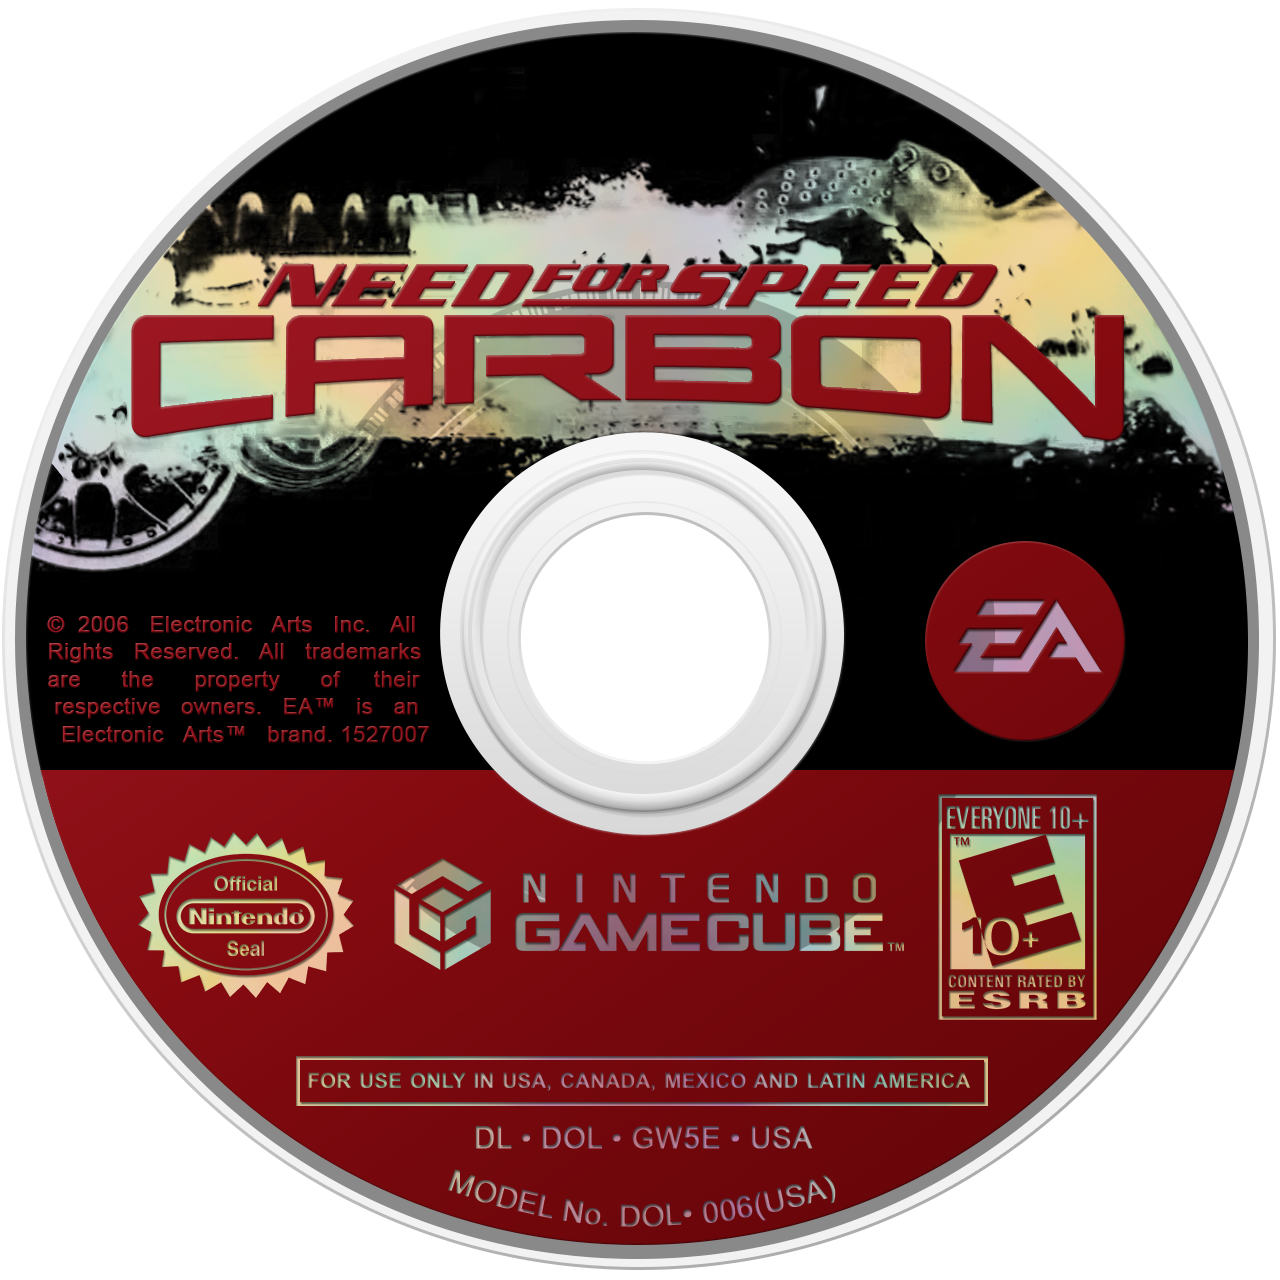 NEED FOR SPEED
CARBON
© 2006 Electronic Arts Inc. All
Rights Reserved. All trademarks
are the property of their
respective owners. EA™ is an
Electronic Arts™ brand. 1527007
EA
Official
Nintendo®
Seal
NINTENDO
GAMECUBE™
EVERYONE 10+
™
E
10+
CONTENT RATED BY
ESRB
FOR USE ONLY IN USA, CANADA, MEXICO AND LATIN AMERICA
DL • DOL • GW5E • USA
MODEL No. DOL• 006(USA)